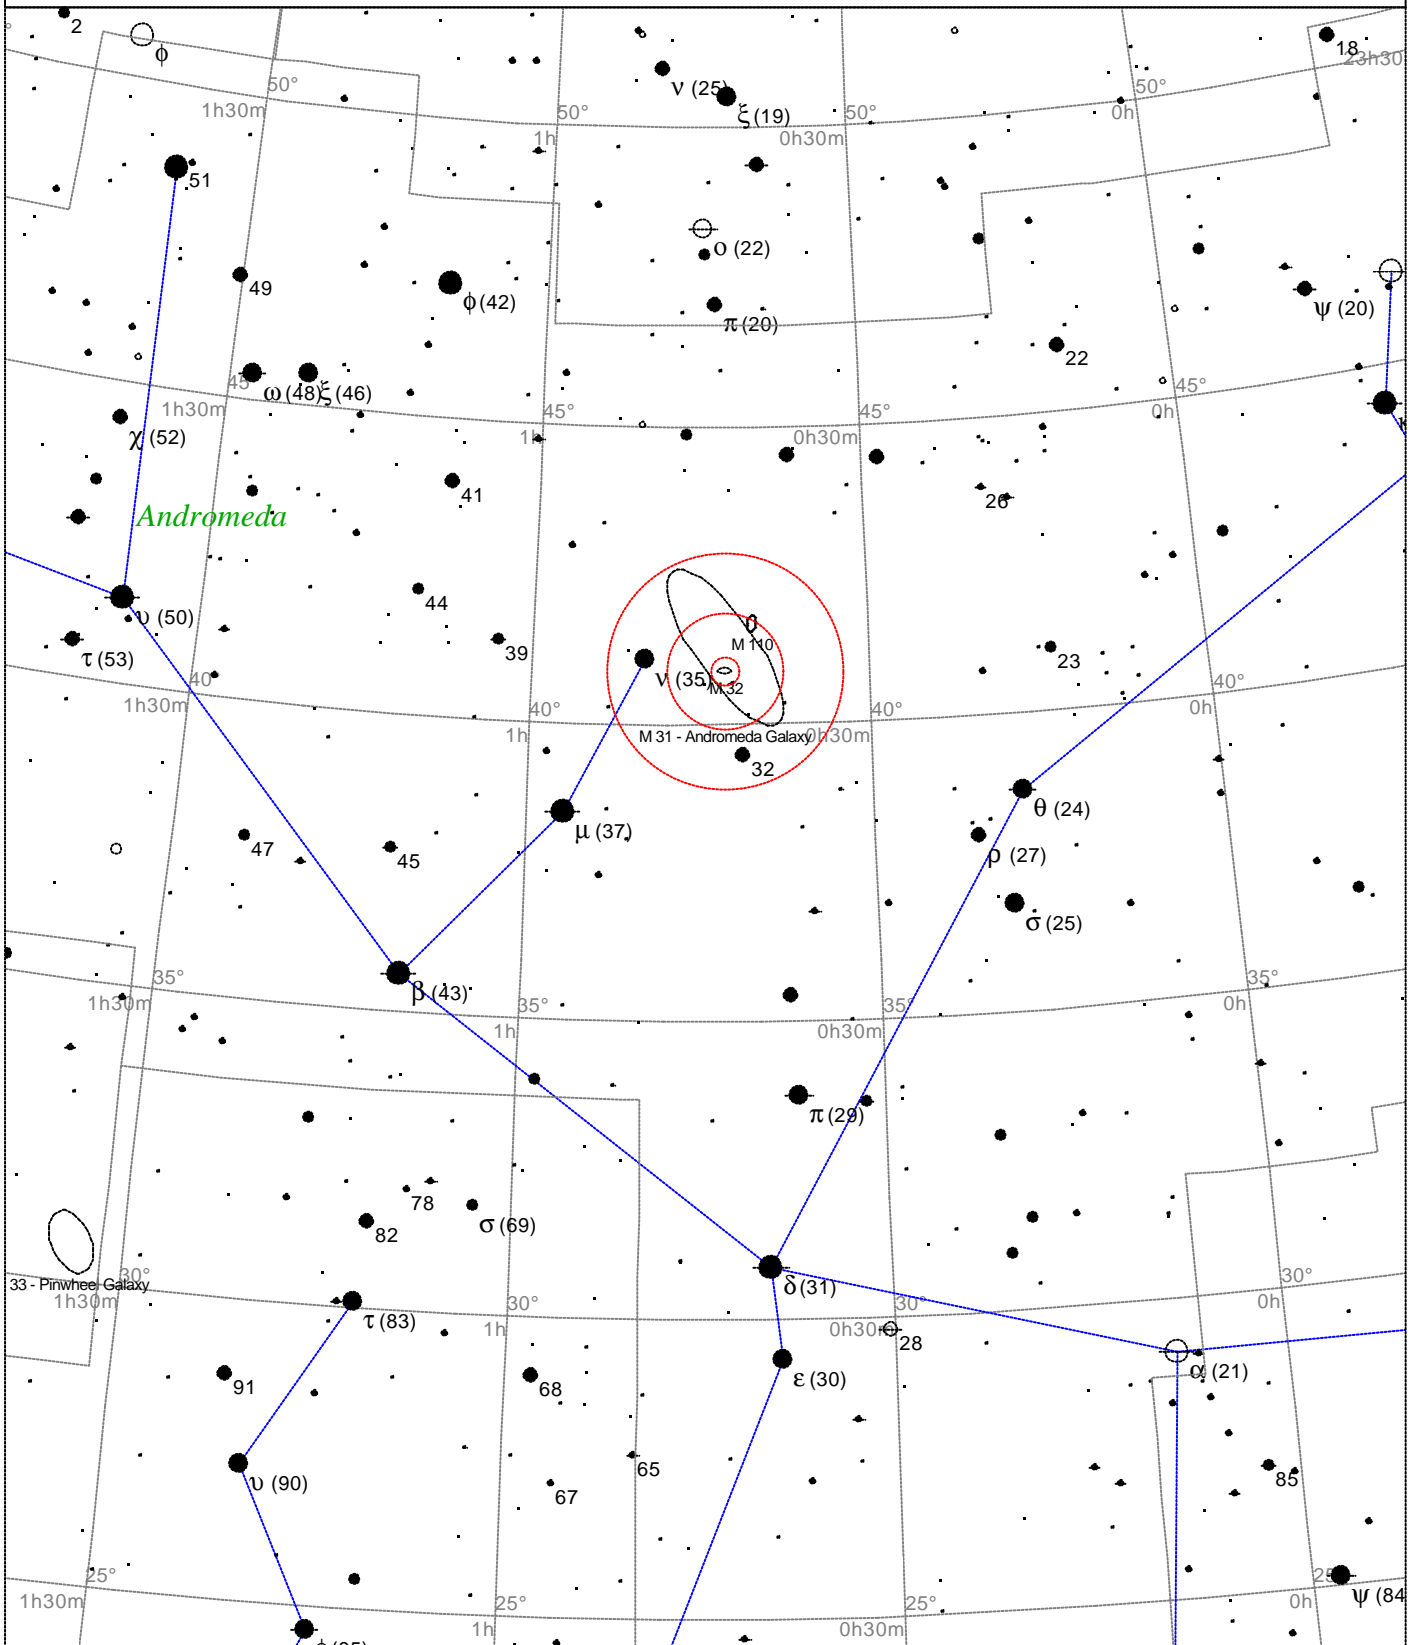 2
ϕ
18
23h30
ν (25)
ξ (19)
50°
1h30m
50°
1h
50°
0h30m
50°
0h
51
ο (22)
49
ϕ (42)
π (20)
ψ (20)
22
45
1h30m
ω (48)
ξ (46)
45°
1h
45°
0h30m
45°
0h
κ
χ (52)
41
26
Andromeda
44
υ (50)
τ (53)
39
M 110
ν (35)
M 32
23
40°
1h30m
40°
1h
40°
0h30m
40°
0h
M 31 - Andromeda Galaxy
32
θ (24)
μ (37)
47
45
ρ (27)
σ (25)
β (43)
35°
1h30m
35°
1h
35°
0h30m
35°
0h
π (29)
78
82
σ (69)
33 - Pinwheel Galaxy
30°
1h30m
δ (31)
30°
1h
30°
0h30m
30°
0h
τ (83)
28
α (21)
91
68
ε (30)
65
85
υ (90)
67
25°
1h30m
25°
1h
25°
0h30m
25
0h
ψ (84